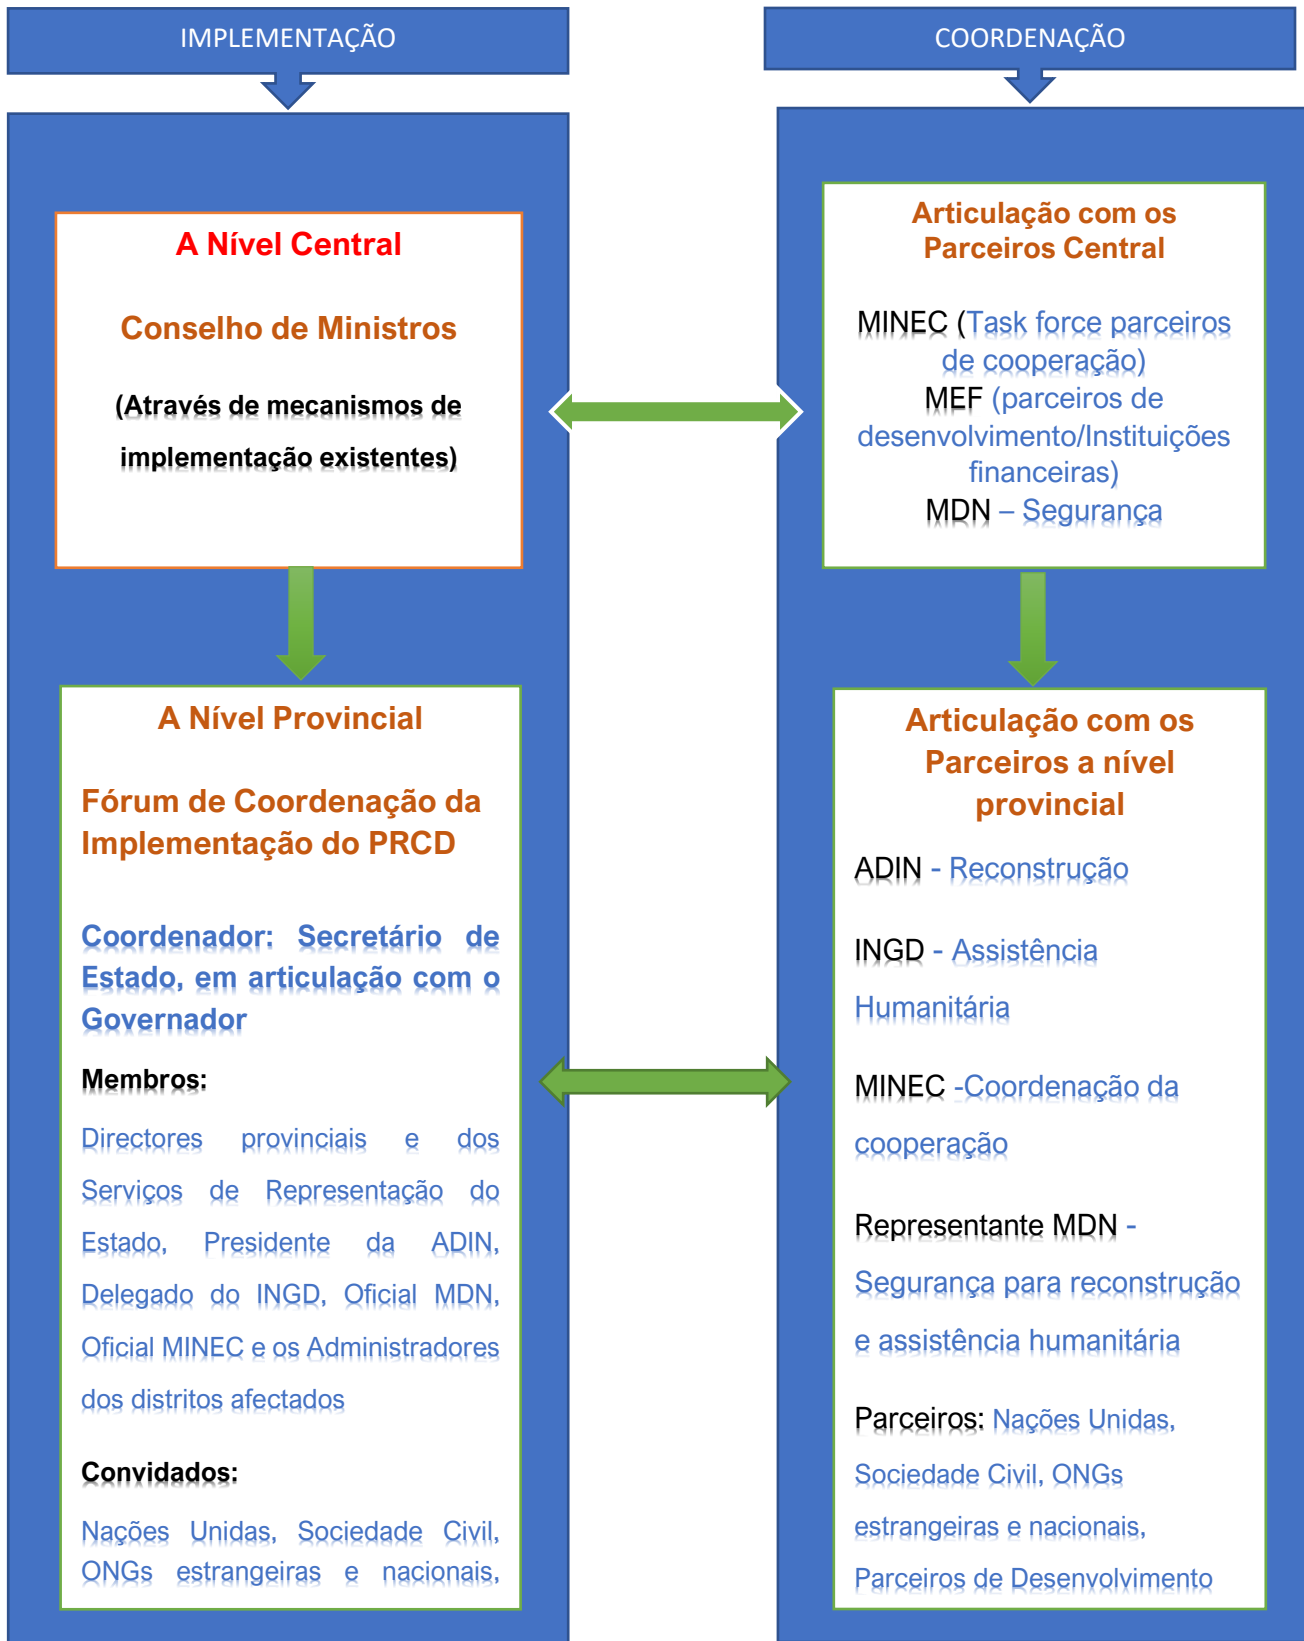 IMPLEMENTAÇÃO
A Nível Central
Conselho de Ministros
(Através de mecanismos de
implementação existentes)
A Nível Provincial
Fórum de Coordenação da
Implementação do PRCD
Coordenador: Secretário de
Estado, em articulação com o
Governador
Membros:
Directores provinciais e dos
Serviços de Representação do
Estado, Presidente da ADIN,
Delegado do INGD, Oficial MDN,
Oficial MINEC e os Administradores
dos distritos afectados
Convidados:
Nações Unidas, Sociedade Civil,
ONGs estrangeiras e nacionais,
COORDENAÇÃO
Articulação com os
Parceiros Central
MINEC (Task force parceiros
de cooperação)
MEF (parceiros de
desenvolvimento/Instituições
financeiras)
MDN – Segurança
Articulação com os
Parceiros a nível
provincial
ADIN - Reconstrução
INGD - Assistência
Humanitária
MINEC -Coordenação da
cooperação
Representante MDN -
Segurança para reconstrução
e assistência humanitária
Parceiros: Nações Unidas,
Sociedade Civil, ONGs
estrangeiras e nacionais,
Parceiros de Desenvolvimento